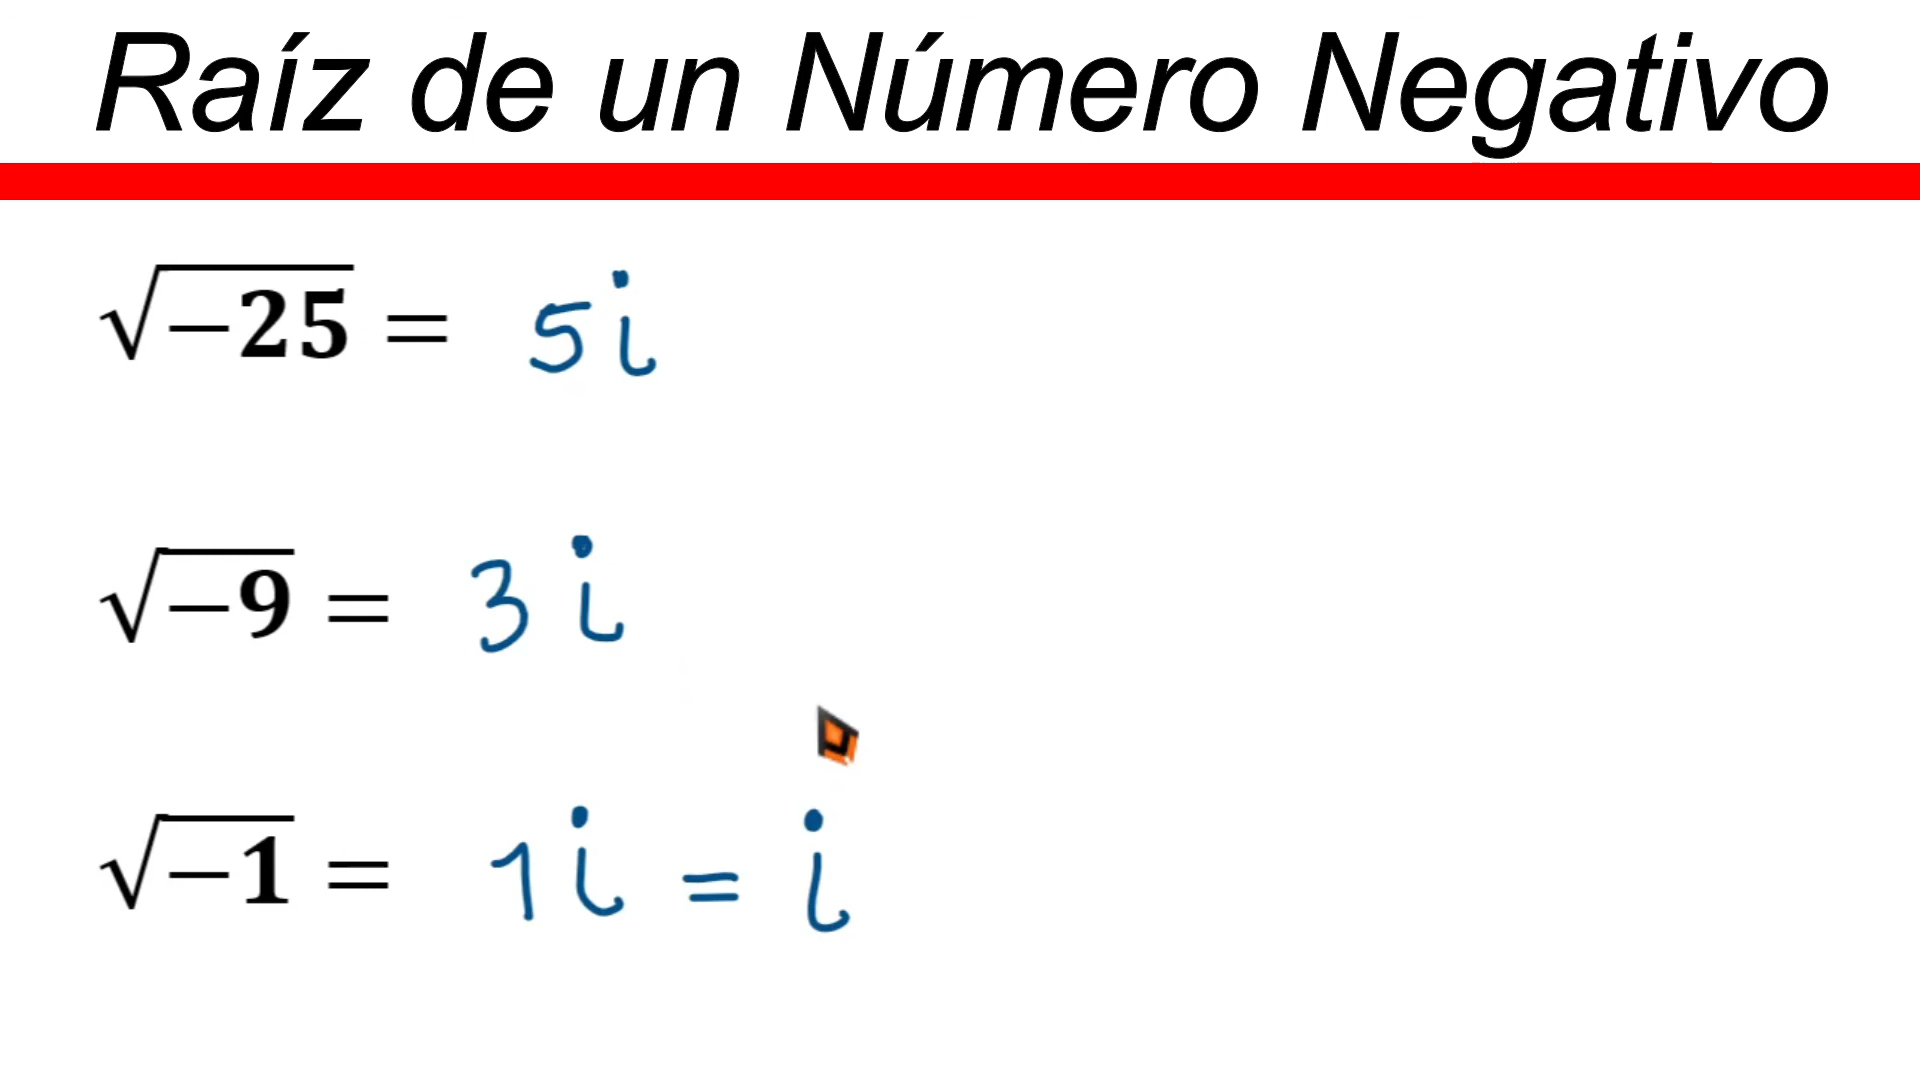 Raíz de un Número Negativo
√−25 = 5i
√−9 = 3i
√−1 = 1i = i